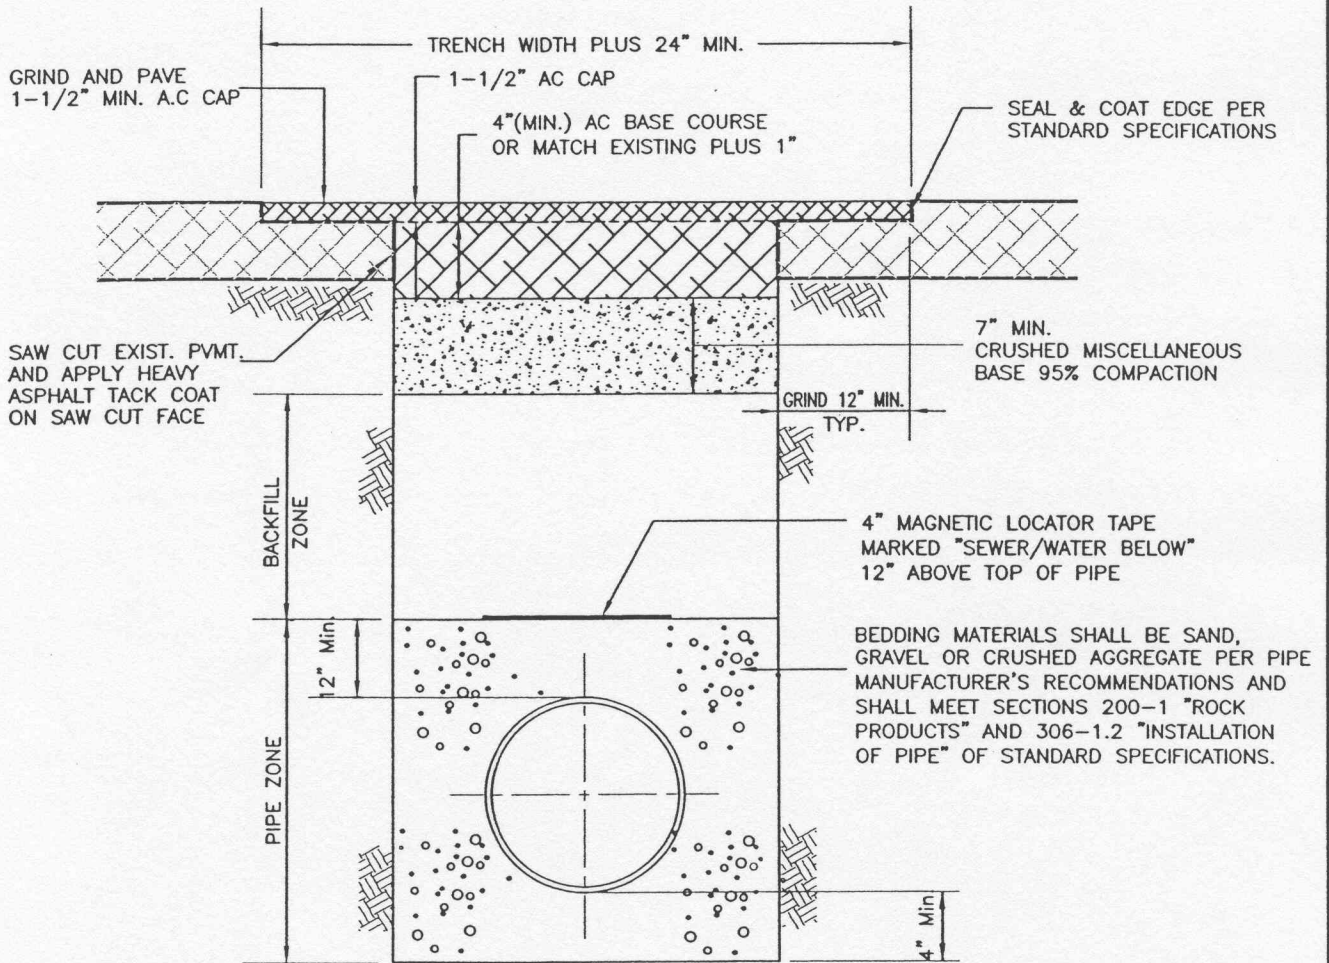 TRENCH WIDTH PLUS 24" MIN.
GRIND AND PAVE
1-1/2" MIN. A.C CAP
1-1/2" AC CAP
4"(MIN.) AC BASE COURSE
OR MATCH EXISTING PLUS 1"
SEAL & COAT EDGE PER
STANDARD SPECIFICATIONS
SAW CUT EXIST. PVMT.
AND APPLY HEAVY
ASPHALT TACK COAT
ON SAW CUT FACE
7" MIN.
CRUSHED MISCELLANEOUS
BASE 95% COMPACTION
GRIND 12" MIN.
TYP.
BACKFILL
ZONE
4" MAGNETIC LOCATOR TAPE
MARKED "SEWER/WATER BELOW"
12" ABOVE TOP OF PIPE
12" Min.
BEDDING MATERIALS SHALL BE SAND,
GRAVEL OR CRUSHED AGGREGATE PER PIPE
MANUFACTURER'S RECOMMENDATIONS AND
SHALL MEET SECTIONS 200-1 "ROCK
PRODUCTS" AND 306-1.2 "INSTALLATION
OF PIPE" OF STANDARD SPECIFICATIONS.
PIPE ZONE
4" Min